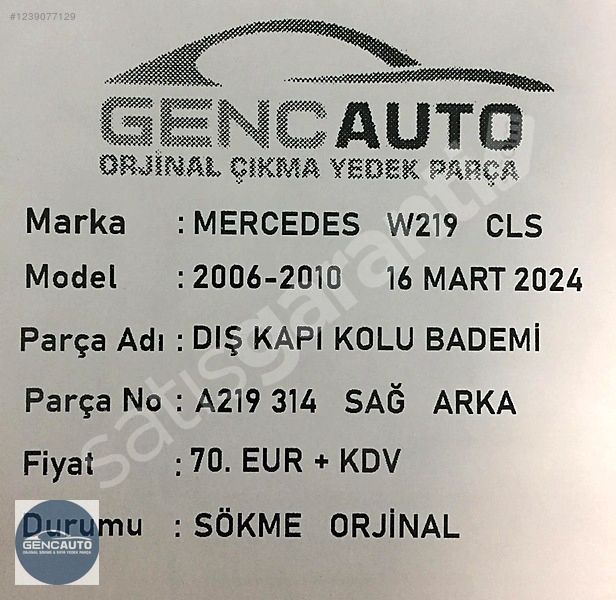 #1239077129
GENCAUTO
ORJİNAL ÇIKMA YEDEK PARÇA
Marka : MERCEDES W219 CLS
Model : 2006-2010 16 MART 2024
Parça Adı : DIŞ KAPI KOLU BADEMİ
Parça No : A219 314 SAĞ ARKA
Fiyat : 70. EUR + KDV
Durumu : SÖKME ORJİNAL
GENCAUTO